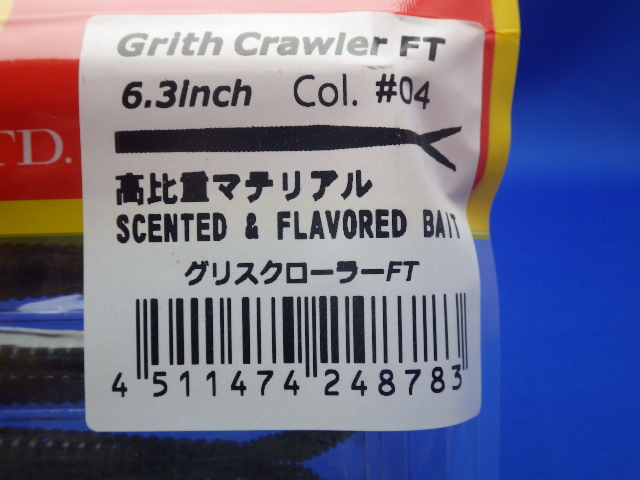 Grith Crawler FT
6.3inch Col. #04
TD.
高比重マテリアル
SCENTED & FLAVORED BAIT
グリスクローラーFT
4 511474 248783